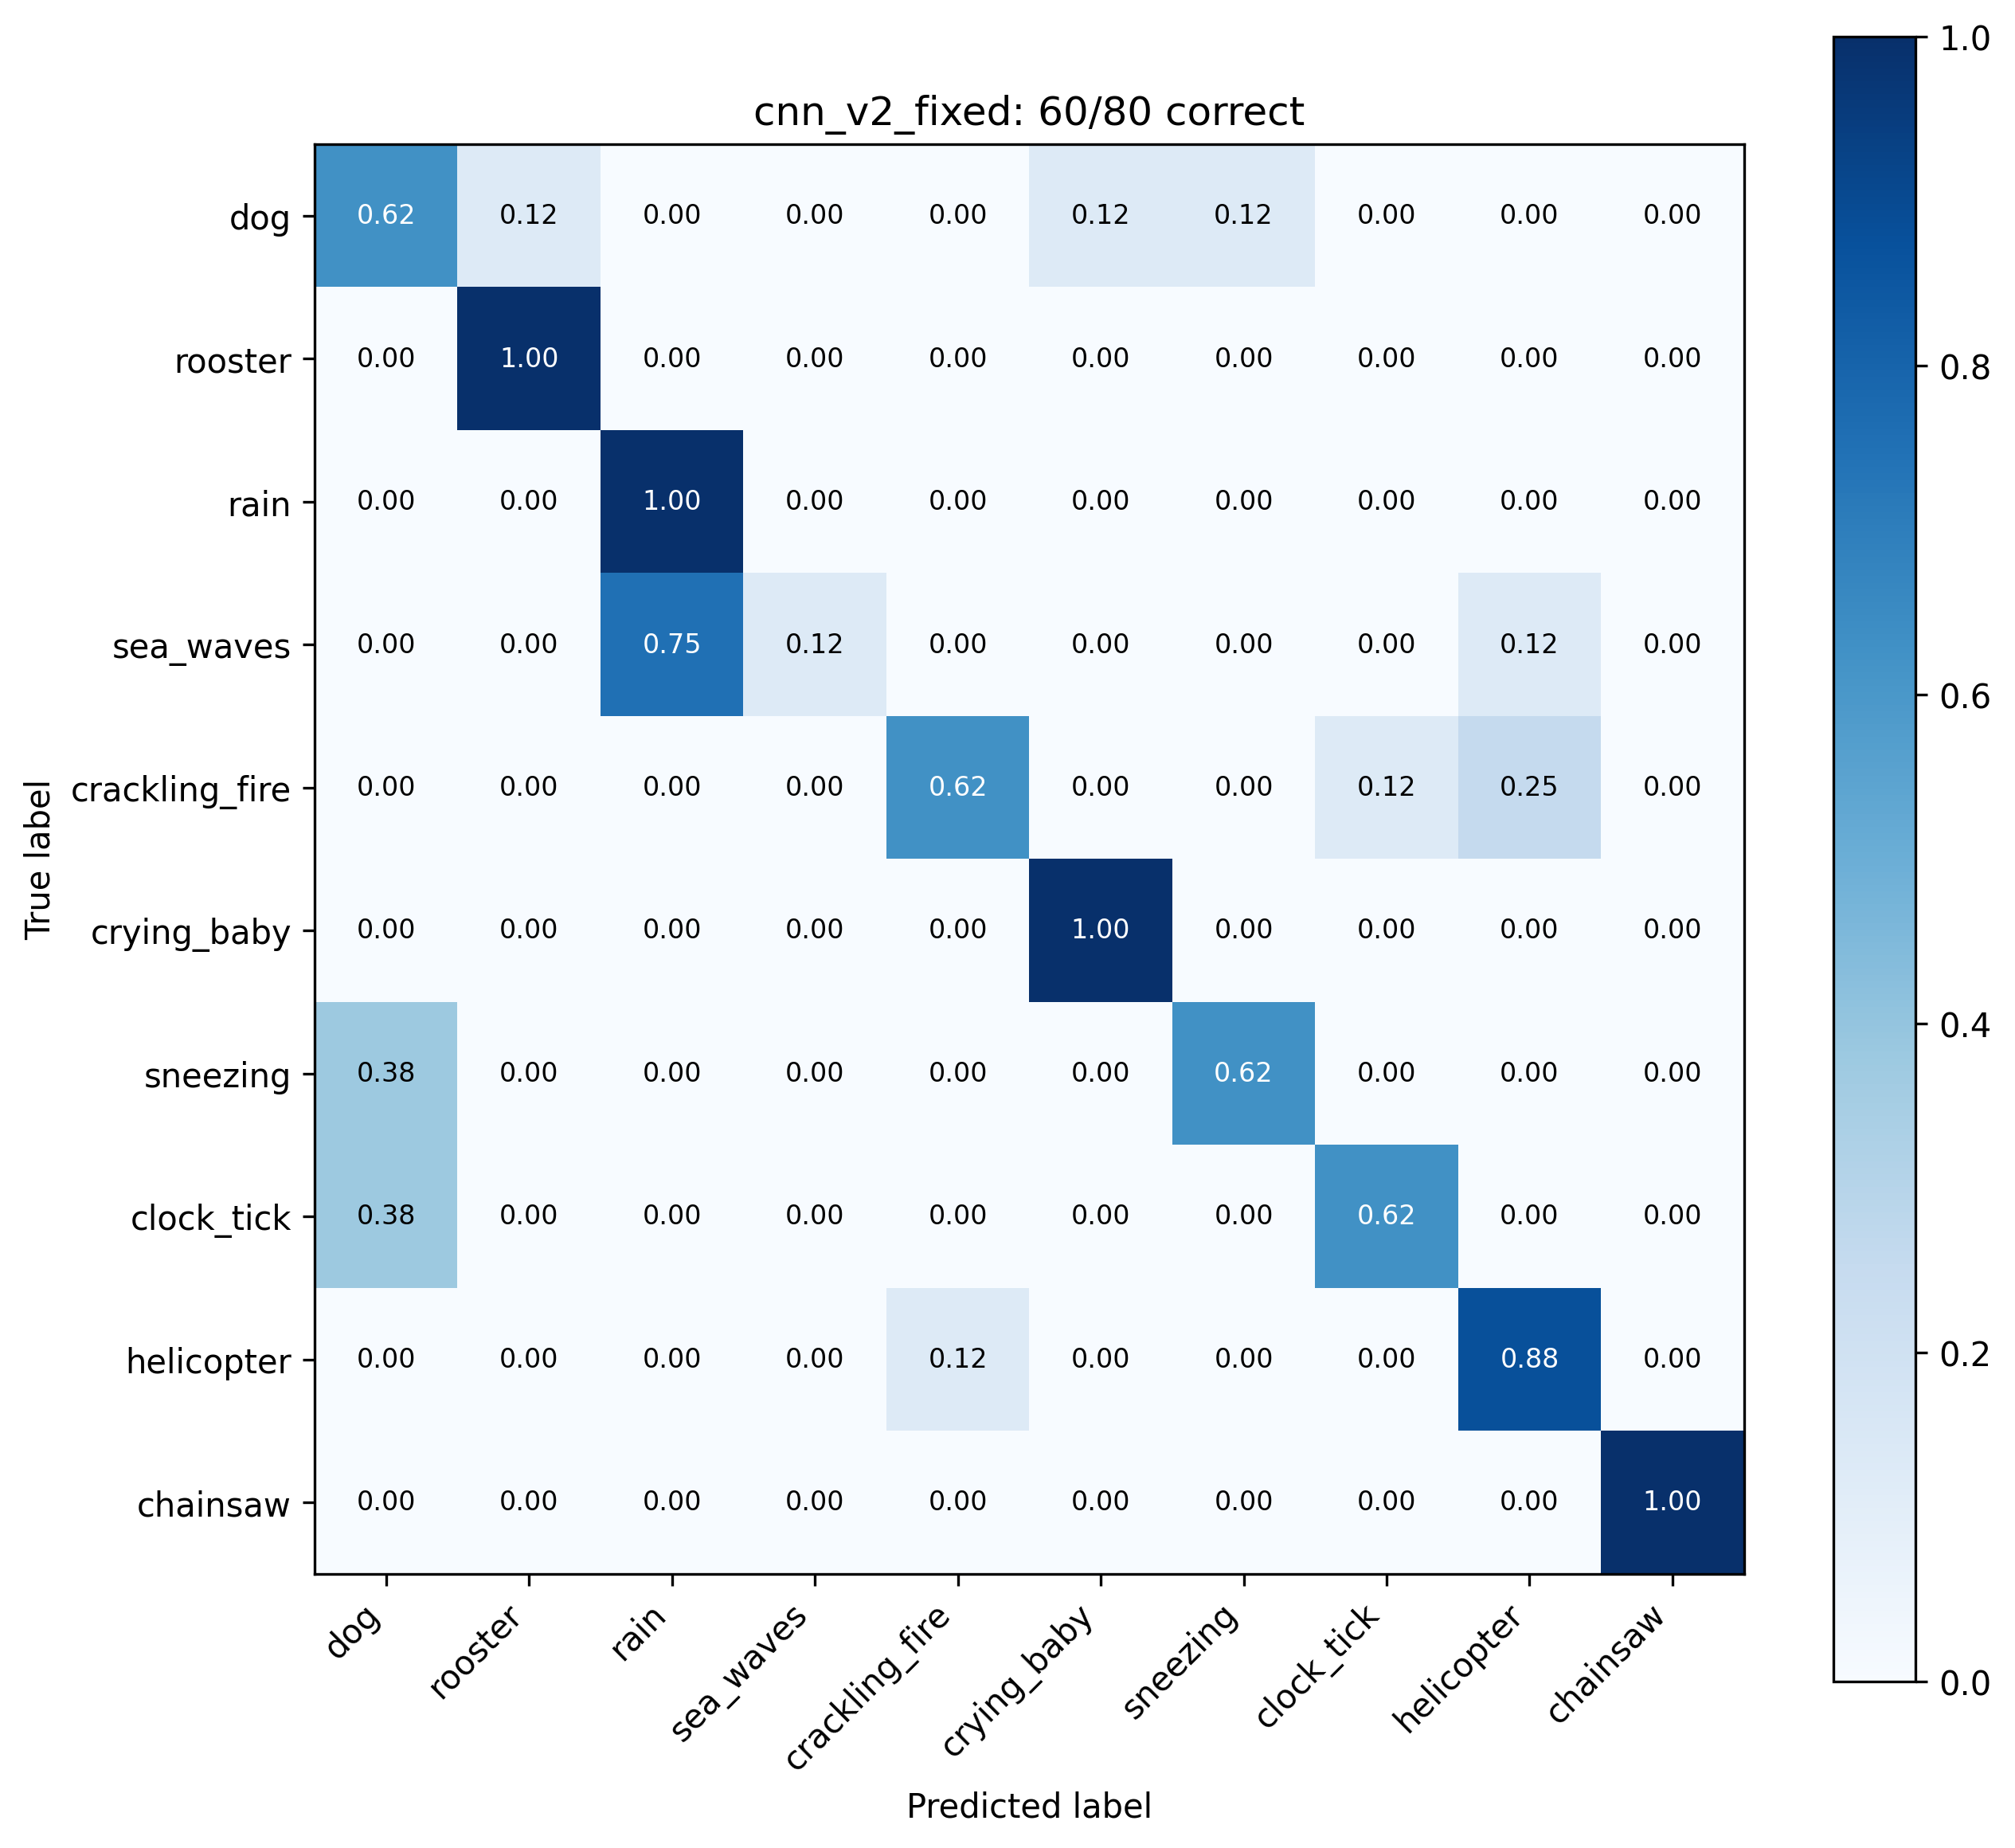 cnn_v2_fixed: 60/80 correct
1.0
0.8
0.6
0.4
0.2
0.0
True label
dog 0.62 0.12 0.00 0.00 0.00 0.12 0.12 0.00 0.00 0.00
rooster 0.00 1.00 0.00 0.00 0.00 0.00 0.00 0.00 0.00 0.00
rain 0.00 0.00 1.00 0.00 0.00 0.00 0.00 0.00 0.00 0.00
sea_waves 0.00 0.00 0.75 0.12 0.00 0.00 0.00 0.00 0.12 0.00
crackling_fire 0.00 0.00 0.00 0.00 0.62 0.00 0.00 0.12 0.25 0.00
crying_baby 0.00 0.00 0.00 0.00 0.00 1.00 0.00 0.00 0.00 0.00
sneezing 0.38 0.00 0.00 0.00 0.00 0.00 0.62 0.00 0.00 0.00
clock_tick 0.38 0.00 0.00 0.00 0.00 0.00 0.00 0.62 0.00 0.00
helicopter 0.00 0.00 0.00 0.00 0.12 0.00 0.00 0.00 0.88 0.00
chainsaw 0.00 0.00 0.00 0.00 0.00 0.00 0.00 0.00 0.00 1.00
dog rooster rain sea_waves crackling_fire crying_baby sneezing clock_tick helicopter chainsaw
Predicted label